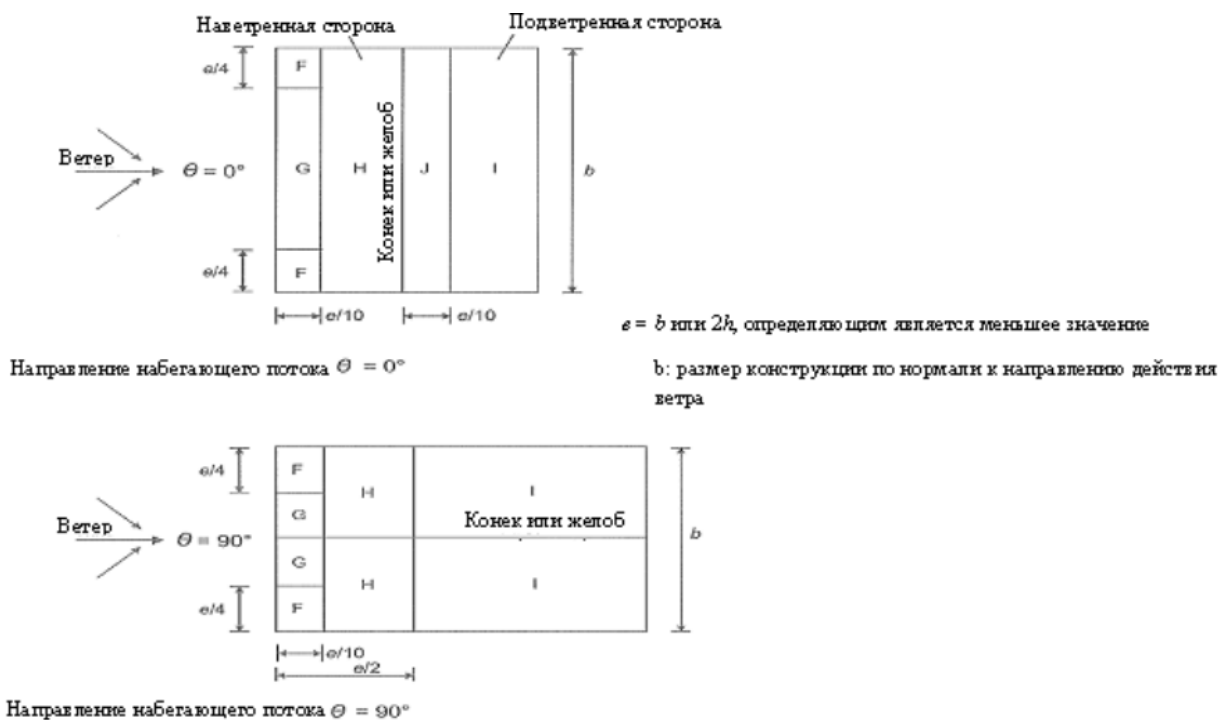 Наветренная сторона
Подветренная сторона
e/4
F
Ветер
θ = 0°
G
H
Конек или желоб
J
I
b
e/4
F
e/10
e/10
e = b или 2h, определяющим является меньшее значение
Направление набегающего потока θ = 0°
b: размер конструкции по нормали к направлению действия
ветра
e/4
F
H
I
G
Конек или желоб
Ветер
θ = 90°
b
G
H
I
e/4
F
e/10
e/2
Направление набегающего потока θ = 90°